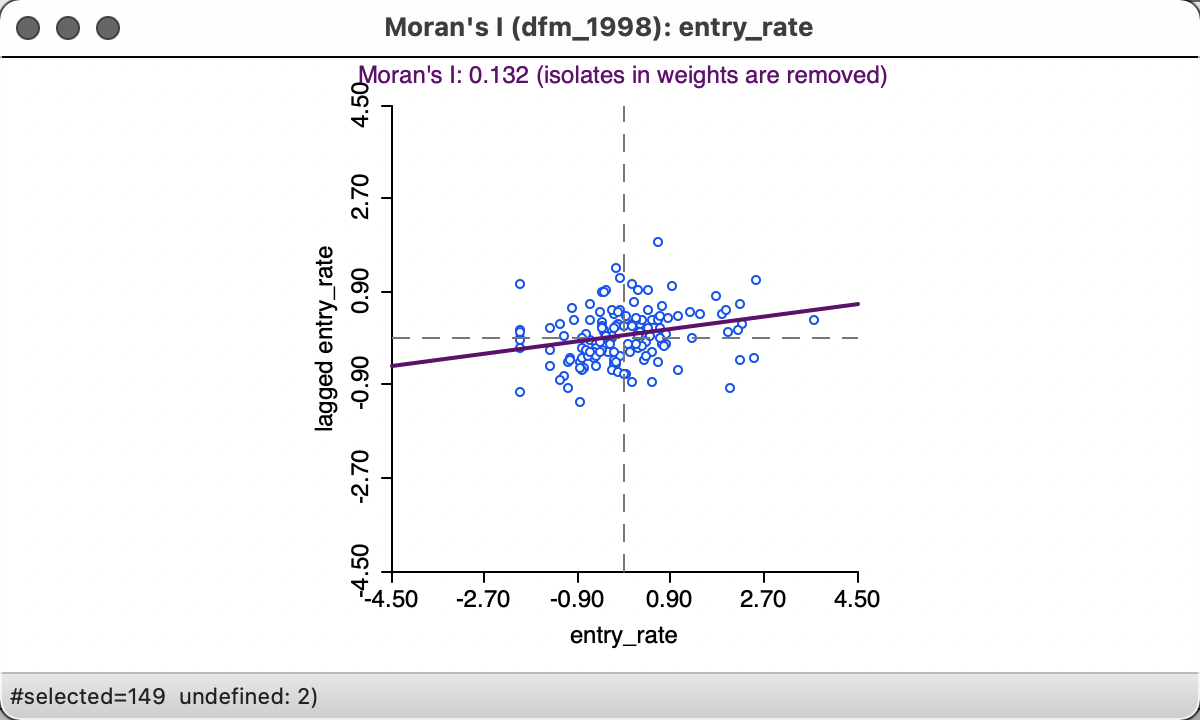 Moran's I (dfm_1998): entry_rate
Moran's I: 0.132 (isolates in weights are removed)
4.50
2.70
0.90
-0.90
-2.70
-4.50
lagged entry_rate
-4.50 -2.70 -0.90 0.90 2.70 4.50
entry_rate
#selected=149 undefined: 2)